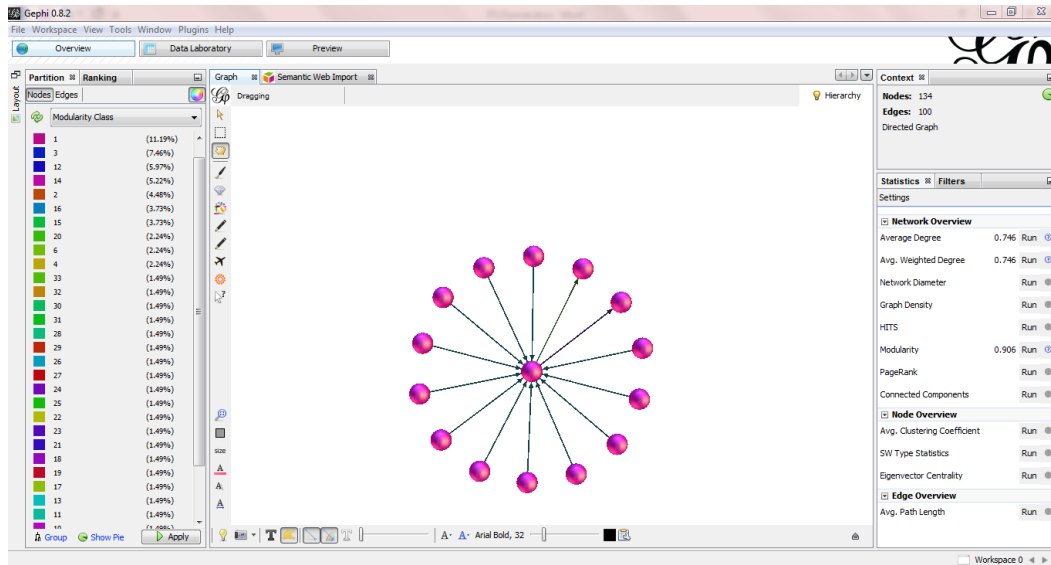 Gephi 0.8.2
File Workspace View Tools Window Plugins Help
Overview Data Laboratory Preview
Layout
Partition Ranking
Nodes Edges
Modularity Class
1 (11.19%)
3 (7.46%)
12 (5.97%)
14 (5.22%)
2 (4.48%)
16 (3.73%)
15 (3.73%)
20 (2.24%)
6 (2.24%)
4 (2.24%)
33 (1.49%)
32 (1.49%)
30 (1.49%)
31 (1.49%)
28 (1.49%)
29 (1.49%)
26 (1.49%)
27 (1.49%)
24 (1.49%)
25 (1.49%)
22 (1.49%)
23 (1.49%)
21 (1.49%)
18 (1.49%)
19 (1.49%)
17 (1.49%)
13 (1.49%)
11 (1.49%)
10 (1.49%)
Group Show Pie Apply
Graph Semantic Web Import
Dragging Hierarchy
size
A
A
A
T T A- A- Arial Bold, 32
Context
Nodes: 134
Edges: 100
Directed Graph
Statistics Filters
Settings
Network Overview
Average Degree 0.746 Run
Avg. Weighted Degree 0.746 Run
Network Diameter Run
Graph Density Run
HITS Run
Modularity 0.906 Run
PageRank Run
Connected Components Run
Node Overview
Avg. Clustering Coefficient Run
SW Type Statistics Run
Eigenvector Centrality Run
Edge Overview
Avg. Path Length Run
Workspace 0